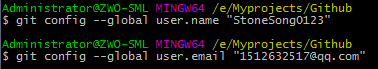 Administrator@ZWO-SML MINGW64 /e/Myprojects/Github
$ git config --global user.name "StoneSong0123"
Administrator@ZWO-SML MINGW64 /e/Myprojects/Github
$ git config --global user.email "1512632517@qq.com"